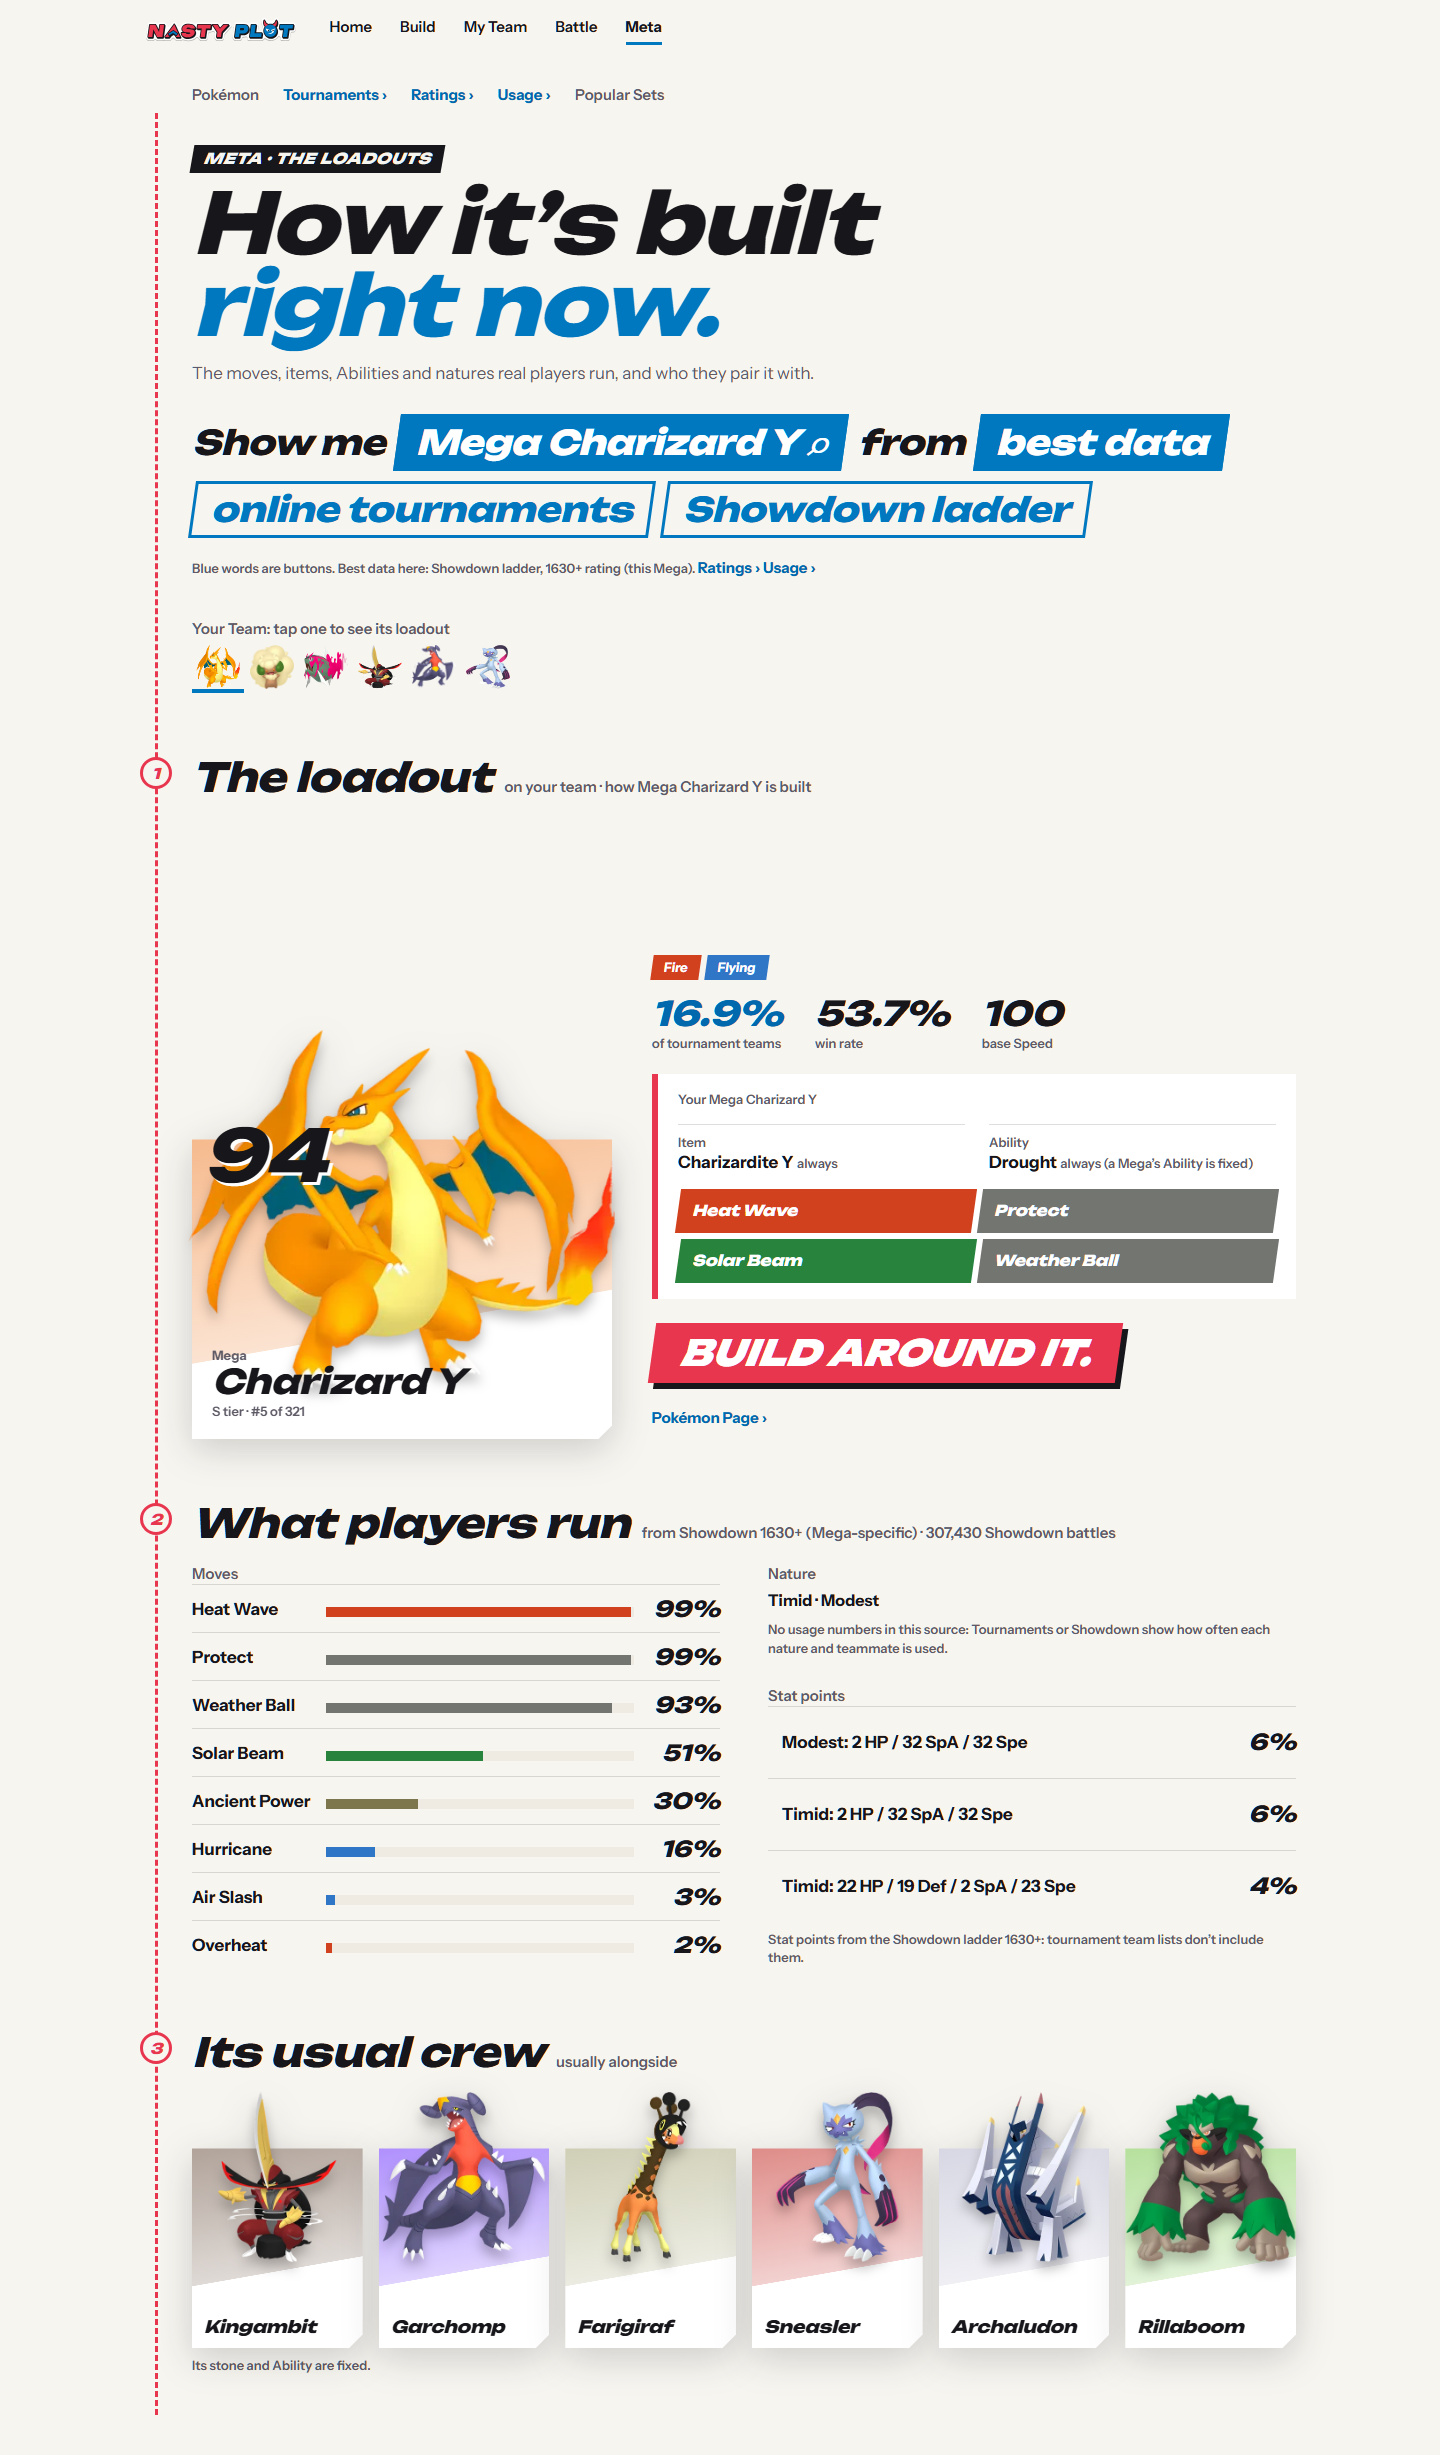 NASTY PLOT
Home Build My Team Battle Meta
Pokémon Tournaments › Ratings › Usage › Popular Sets
META · THE LOADOUTS
How it’s built
right now.
The moves, items, Abilities and natures real players run, and who they pair it with.
Show me Mega Charizard Y from best data
online tournaments Showdown ladder
Blue words are buttons. Best data here: Showdown ladder, 1630+ rating (this Mega). Ratings › Usage ›
Your Team: tap one to see its loadout
1 The loadout on your team · how Mega Charizard Y is built
Fire Flying
16.9% 53.7% 100
of tournament teams win rate base Speed
94
Mega
Charizard Y
S tier · #5 of 321
Your Mega Charizard Y
Item Ability
Charizardite Y always Drought always (a Mega’s Ability is fixed)
Heat Wave Protect
Solar Beam Weather Ball
BUILD AROUND IT.
Pokémon Page ›
2 What players run from Showdown 1630+ (Mega-specific) · 307,430 Showdown battles
Moves
Heat Wave 99%
Protect 99%
Weather Ball 93%
Solar Beam 51%
Ancient Power 30%
Hurricane 16%
Air Slash 3%
Overheat 2%
Nature
Timid · Modest
No usage numbers in this source: Tournaments or Showdown show how often each
nature and teammate is used.
Stat points
Modest: 2 HP / 32 SpA / 32 Spe 6%
Timid: 2 HP / 32 SpA / 32 Spe 6%
Timid: 22 HP / 19 Def / 2 SpA / 23 Spe 4%
Stat points from the Showdown ladder 1630+: tournament team lists don’t include
them.
3 Its usual crew usually alongside
Kingambit Garchomp Farigiraf Sneasler Archaludon Rillaboom
Its stone and Ability are fixed.